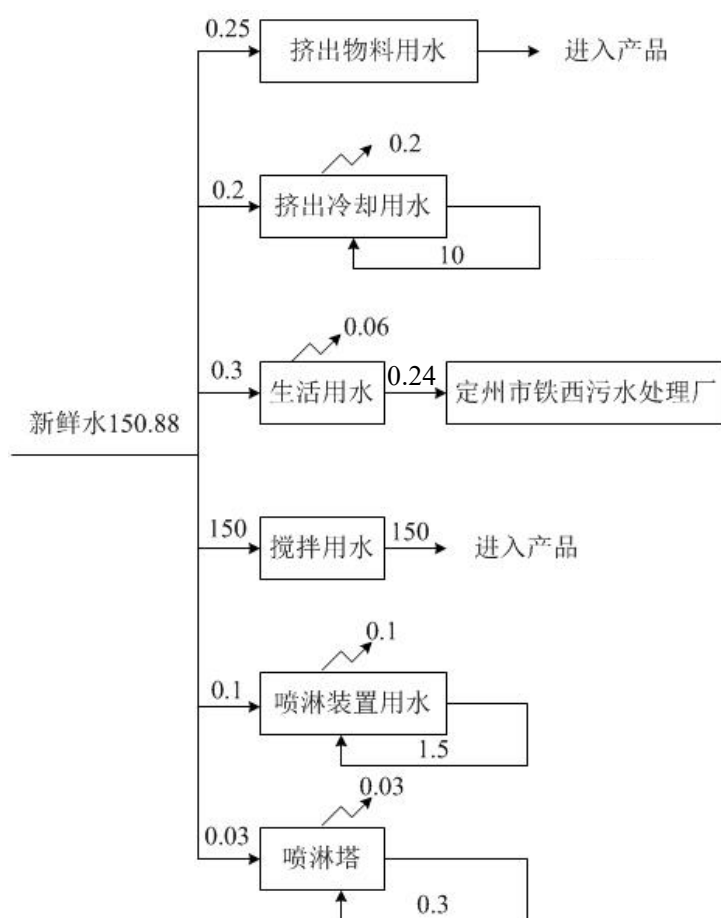 0.25
挤出物料用水
进入产品
0.2
0.2
挤出冷却用水
10
0.06
0.3
生活用水
0.24
定州市铁西污水处理厂
新鲜水150.88
150
搅拌用水
150
进入产品
0.1
0.1
喷淋装置用水
1.5
0.03
0.03
喷淋塔
0.3